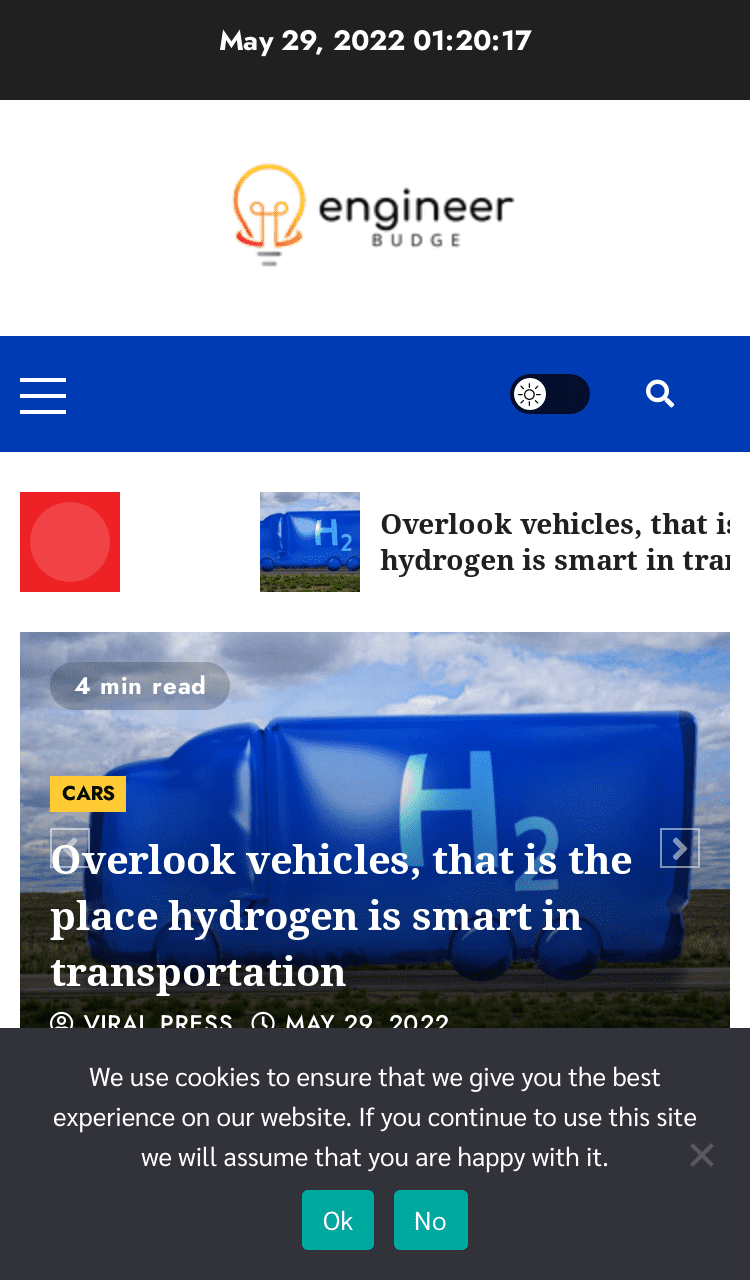 May 29, 2022 01:20:17
engineer
BUDGE
H2
Overlook vehicles, that is
hydrogen is smart in tran
4 min read
H2
CARS
Overlook vehicles, that is the
place hydrogen is smart in
transportation
VIRAL PRESS MAY 29, 2022
We use cookies to ensure that we give you the best
experience on our website. If you continue to use this site
we will assume that you are happy with it.
Ok No